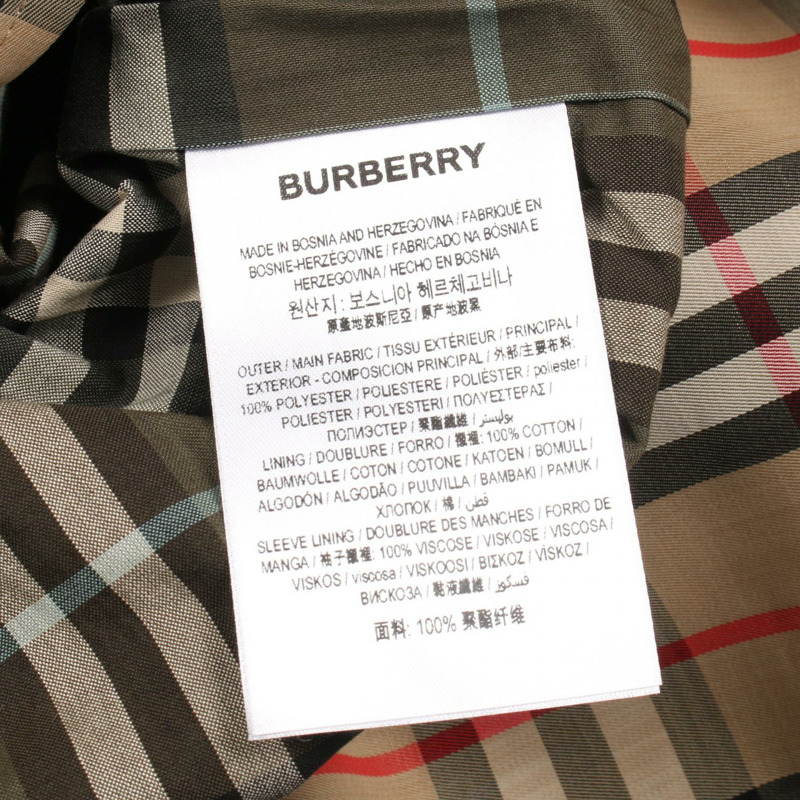 BURBERRY
MADE IN BOSNIA AND HERZEGOVINA / FABRIQUÉ EN
BOSNIE-HERZÉGOVINE / FABRICADO NA BÓSNIA E
HERZEGOVINA / HECHO EN BOSNIA
원산지 : 보스니아 헤르체고비나
原產地波斯尼亞 / 原产地波黑
OUTER / MAIN FABRIC / TISSU EXTÉRIEUR / PRINCIPAL /
EXTERIOR - COMPOSICIÓN PRINCIPAL / 外部/主要布料:
100% POLYESTER / POLIESTERE / POLIÉSTER / poliester /
POLIESTER / POLYESTERI / ΠΟΛΥΕΣΤΕΡΑΣ /
ПОЛИЭСТЕР / 聚酯纖維 / بوليستر
LINING / DOUBLURE / FORRO / 襯裡: 100% COTTON /
BAUMWOLLE / COTON / COTONE / KATOEN / BOMULL /
ALGODÓN / ALGODÃO / PUUVILLA / BAMBAKI / PAMUK /
ХЛОПОК / 棉 / قطن
SLEEVE LINING / DOUBLURE DES MANCHES / FORRO DE
MANGA / 袖子襯裡: 100% VISCOSE / VISKOSE / VISCOSA /
VISKOS / viscosa / VISKOOSI / ΒΙΣΚΟΖ / VİSKOZ /
ВИСКОЗА / 黏液纖維 / فسكوز
面料: 100% 聚酯纤维